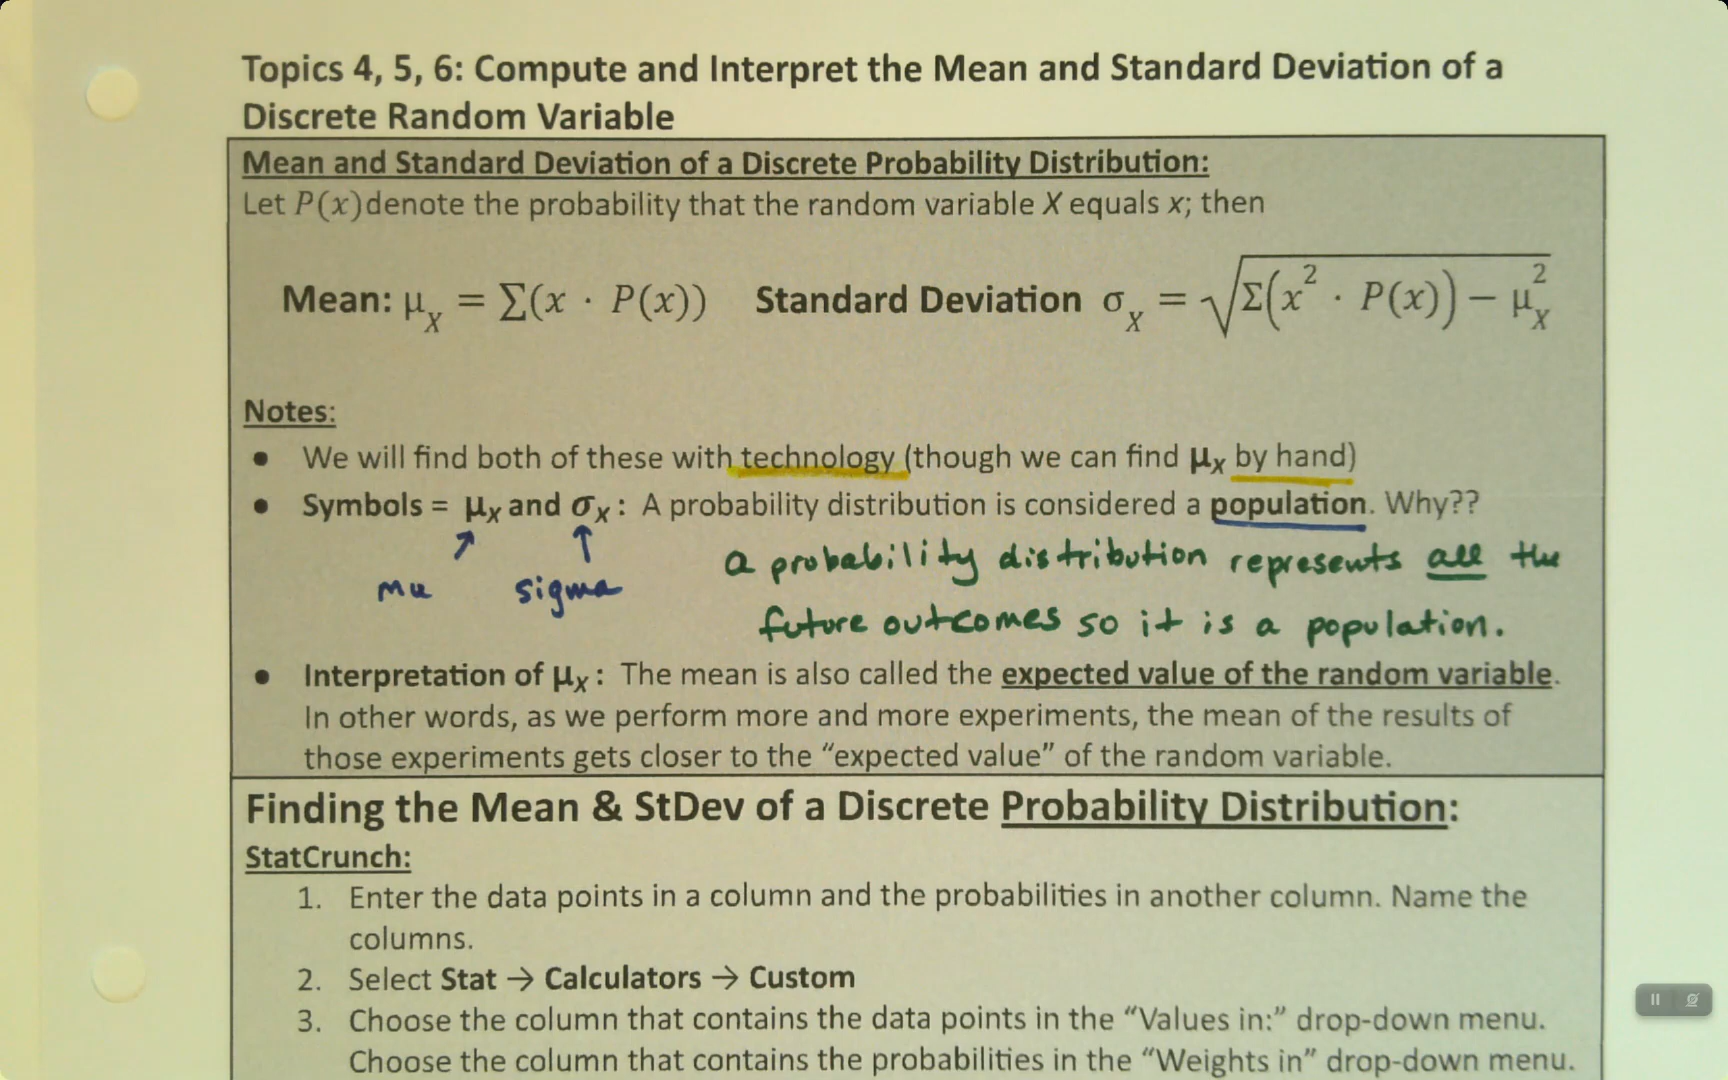 Topics 4, 5, 6: Compute and Interpret the Mean and Standard Deviation of a
Discrete Random Variable
Mean and Standard Deviation of a Discrete Probability Distribution:
Let P(x)denote the probability that the random variable X equals x; then
Mean: μ_X = Σ(x · P(x)) Standard Deviation σ_X = √(Σ(x² · P(x)) − μ_X²)
Notes:
• We will find both of these with technology (though we can find μ_X by hand)
• Symbols = μ_X and σ_X: A probability distribution is considered a population. Why??
↗ ↑ a probability distribution represents all the
mu sigma
future outcomes so it is a population.
• Interpretation of μ_X: The mean is also called the expected value of the random variable.
In other words, as we perform more and more experiments, the mean of the results of
those experiments gets closer to the “expected value” of the random variable.
Finding the Mean & StDev of a Discrete Probability Distribution:
StatCrunch:
1. Enter the data points in a column and the probabilities in another column. Name the
columns.
2. Select Stat → Calculators → Custom
3. Choose the column that contains the data points in the “Values in:” drop-down menu.
Choose the column that contains the probabilities in the “Weights in” drop-down menu.